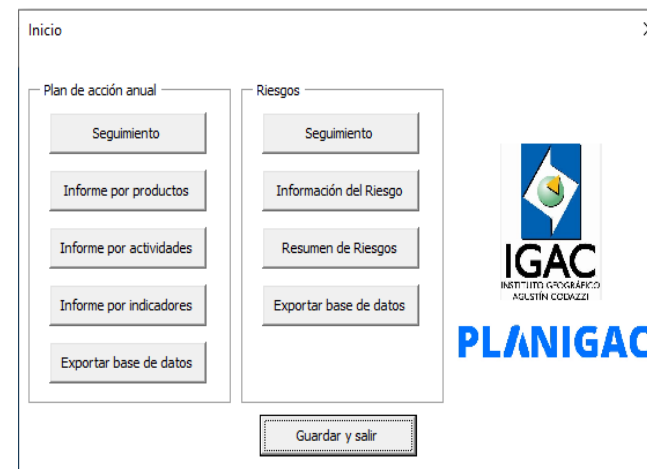 Inicio
Plan de acción anual
Seguimiento
Informe por productos
Informe por actividades
Informe por indicadores
Exportar base de datos
Riesgos
Seguimiento
Información del Riesgo
Resumen de Riesgos
Exportar base de datos
Guardar y salir
IGAC
INSTITUTO GEOGRÁFICO
AGUSTÍN CODAZZI
PLANIGAC